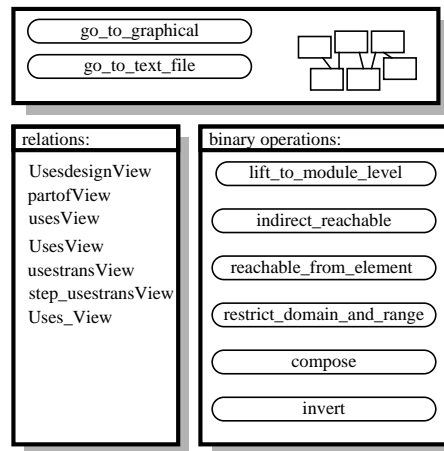 go_to_graphical
go_to_text_file
relations:
UsesdesignView
partofView
usesView
UsesView
usestransView
step_usestransView
Uses_View
binary operations:
lift_to_module_level
indirect_reachable
reachable_from_element
restrict_domain_and_range
compose
invert